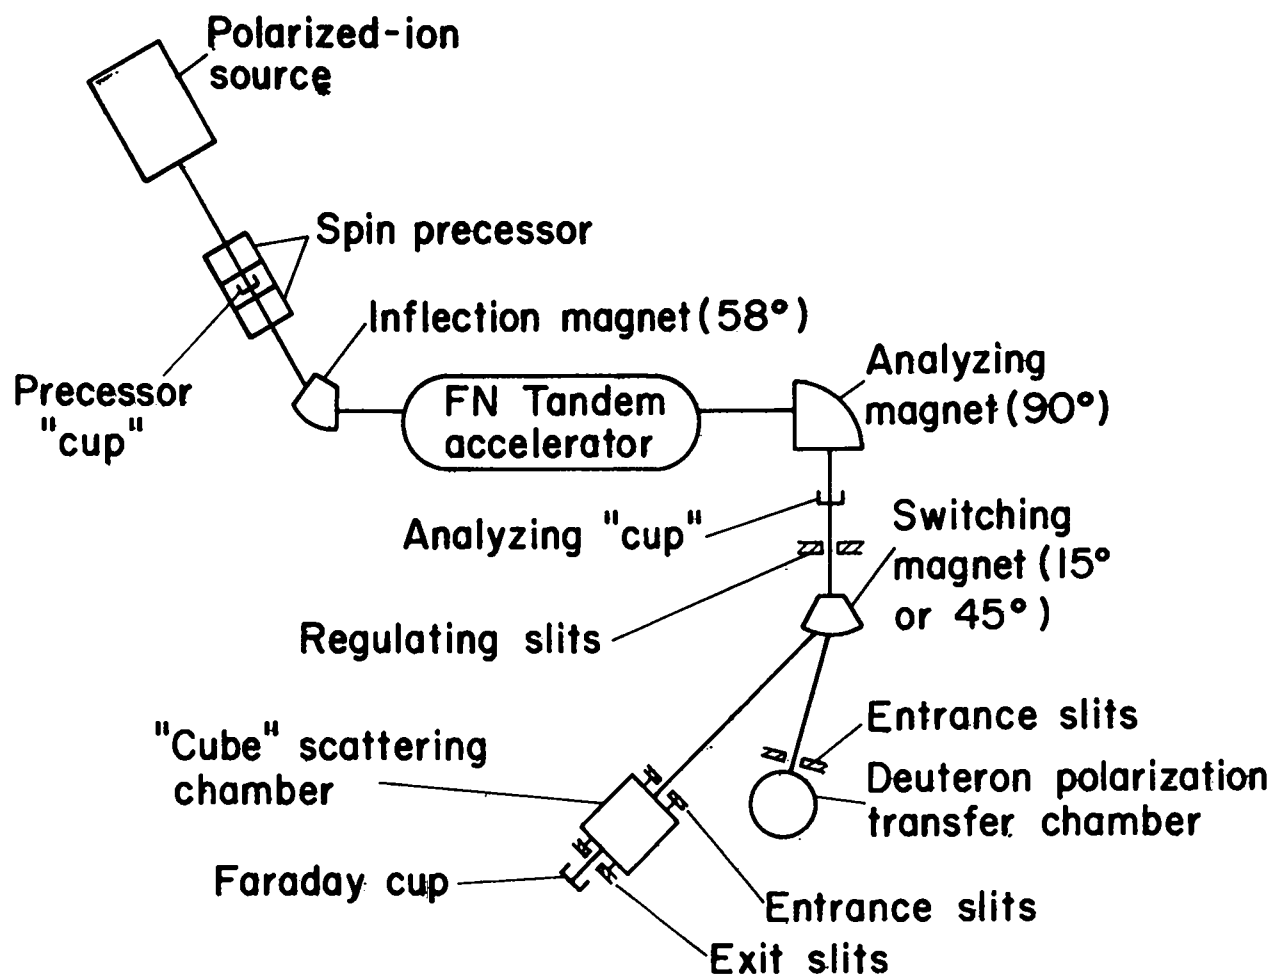 Polarized-ion
source
Spin precessor
Inflection magnet (58°)
Precessor
"cup"
FN Tandem
accelerator
Analyzing
magnet (90°)
Analyzing "cup"
Switching
magnet (15°
or 45°)
Regulating slits
Entrance slits
"Cube" scattering
chamber
Deuteron polarization
transfer chamber
Faraday cup
Entrance slits
Exit slits